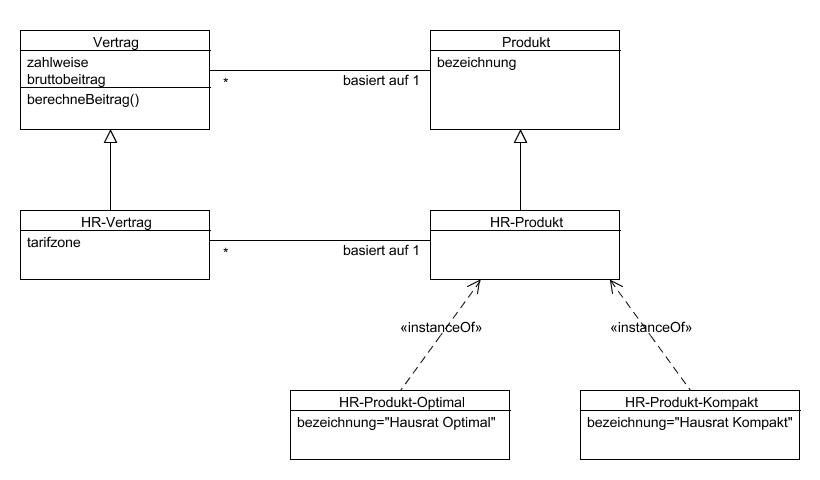 Vertrag
zahlweise
bruttobeitrag
berechneBeitrag()
*
basiert auf 1
Produkt
bezeichnung
HR-Vertrag
tarifzone
*
basiert auf 1
HR-Produkt
«instanceOf»
«instanceOf»
HR-Produkt-Optimal
bezeichnung="Hausrat Optimal"
HR-Produkt-Kompakt
bezeichnung="Hausrat Kompakt"